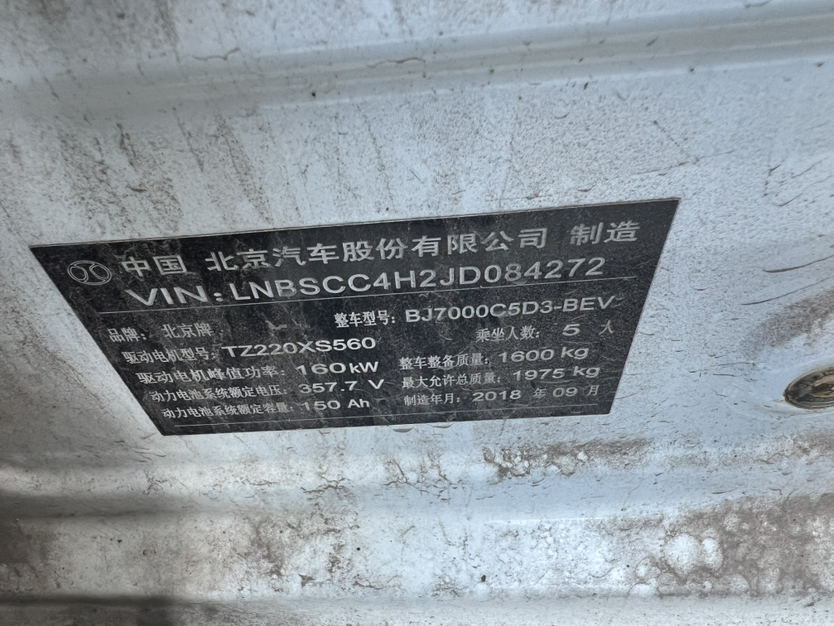 中国 北京汽车股份有限公司 制造
VIN: LNBSCC4H2JD084272
品牌: 北京牌 整车型号: BJ7000C5D3-BEV
驱动电机型号: TZ220XS560 乘坐人数: 5 人
驱动电机峰值功率: 160kW 整车整备质量: 1600 kg
动力电池系统额定电压: 357.7 V 最大允许总质量: 1975 kg
动力电池系统额定容量: 150 Ah 制造年月: 2018 年 09 月